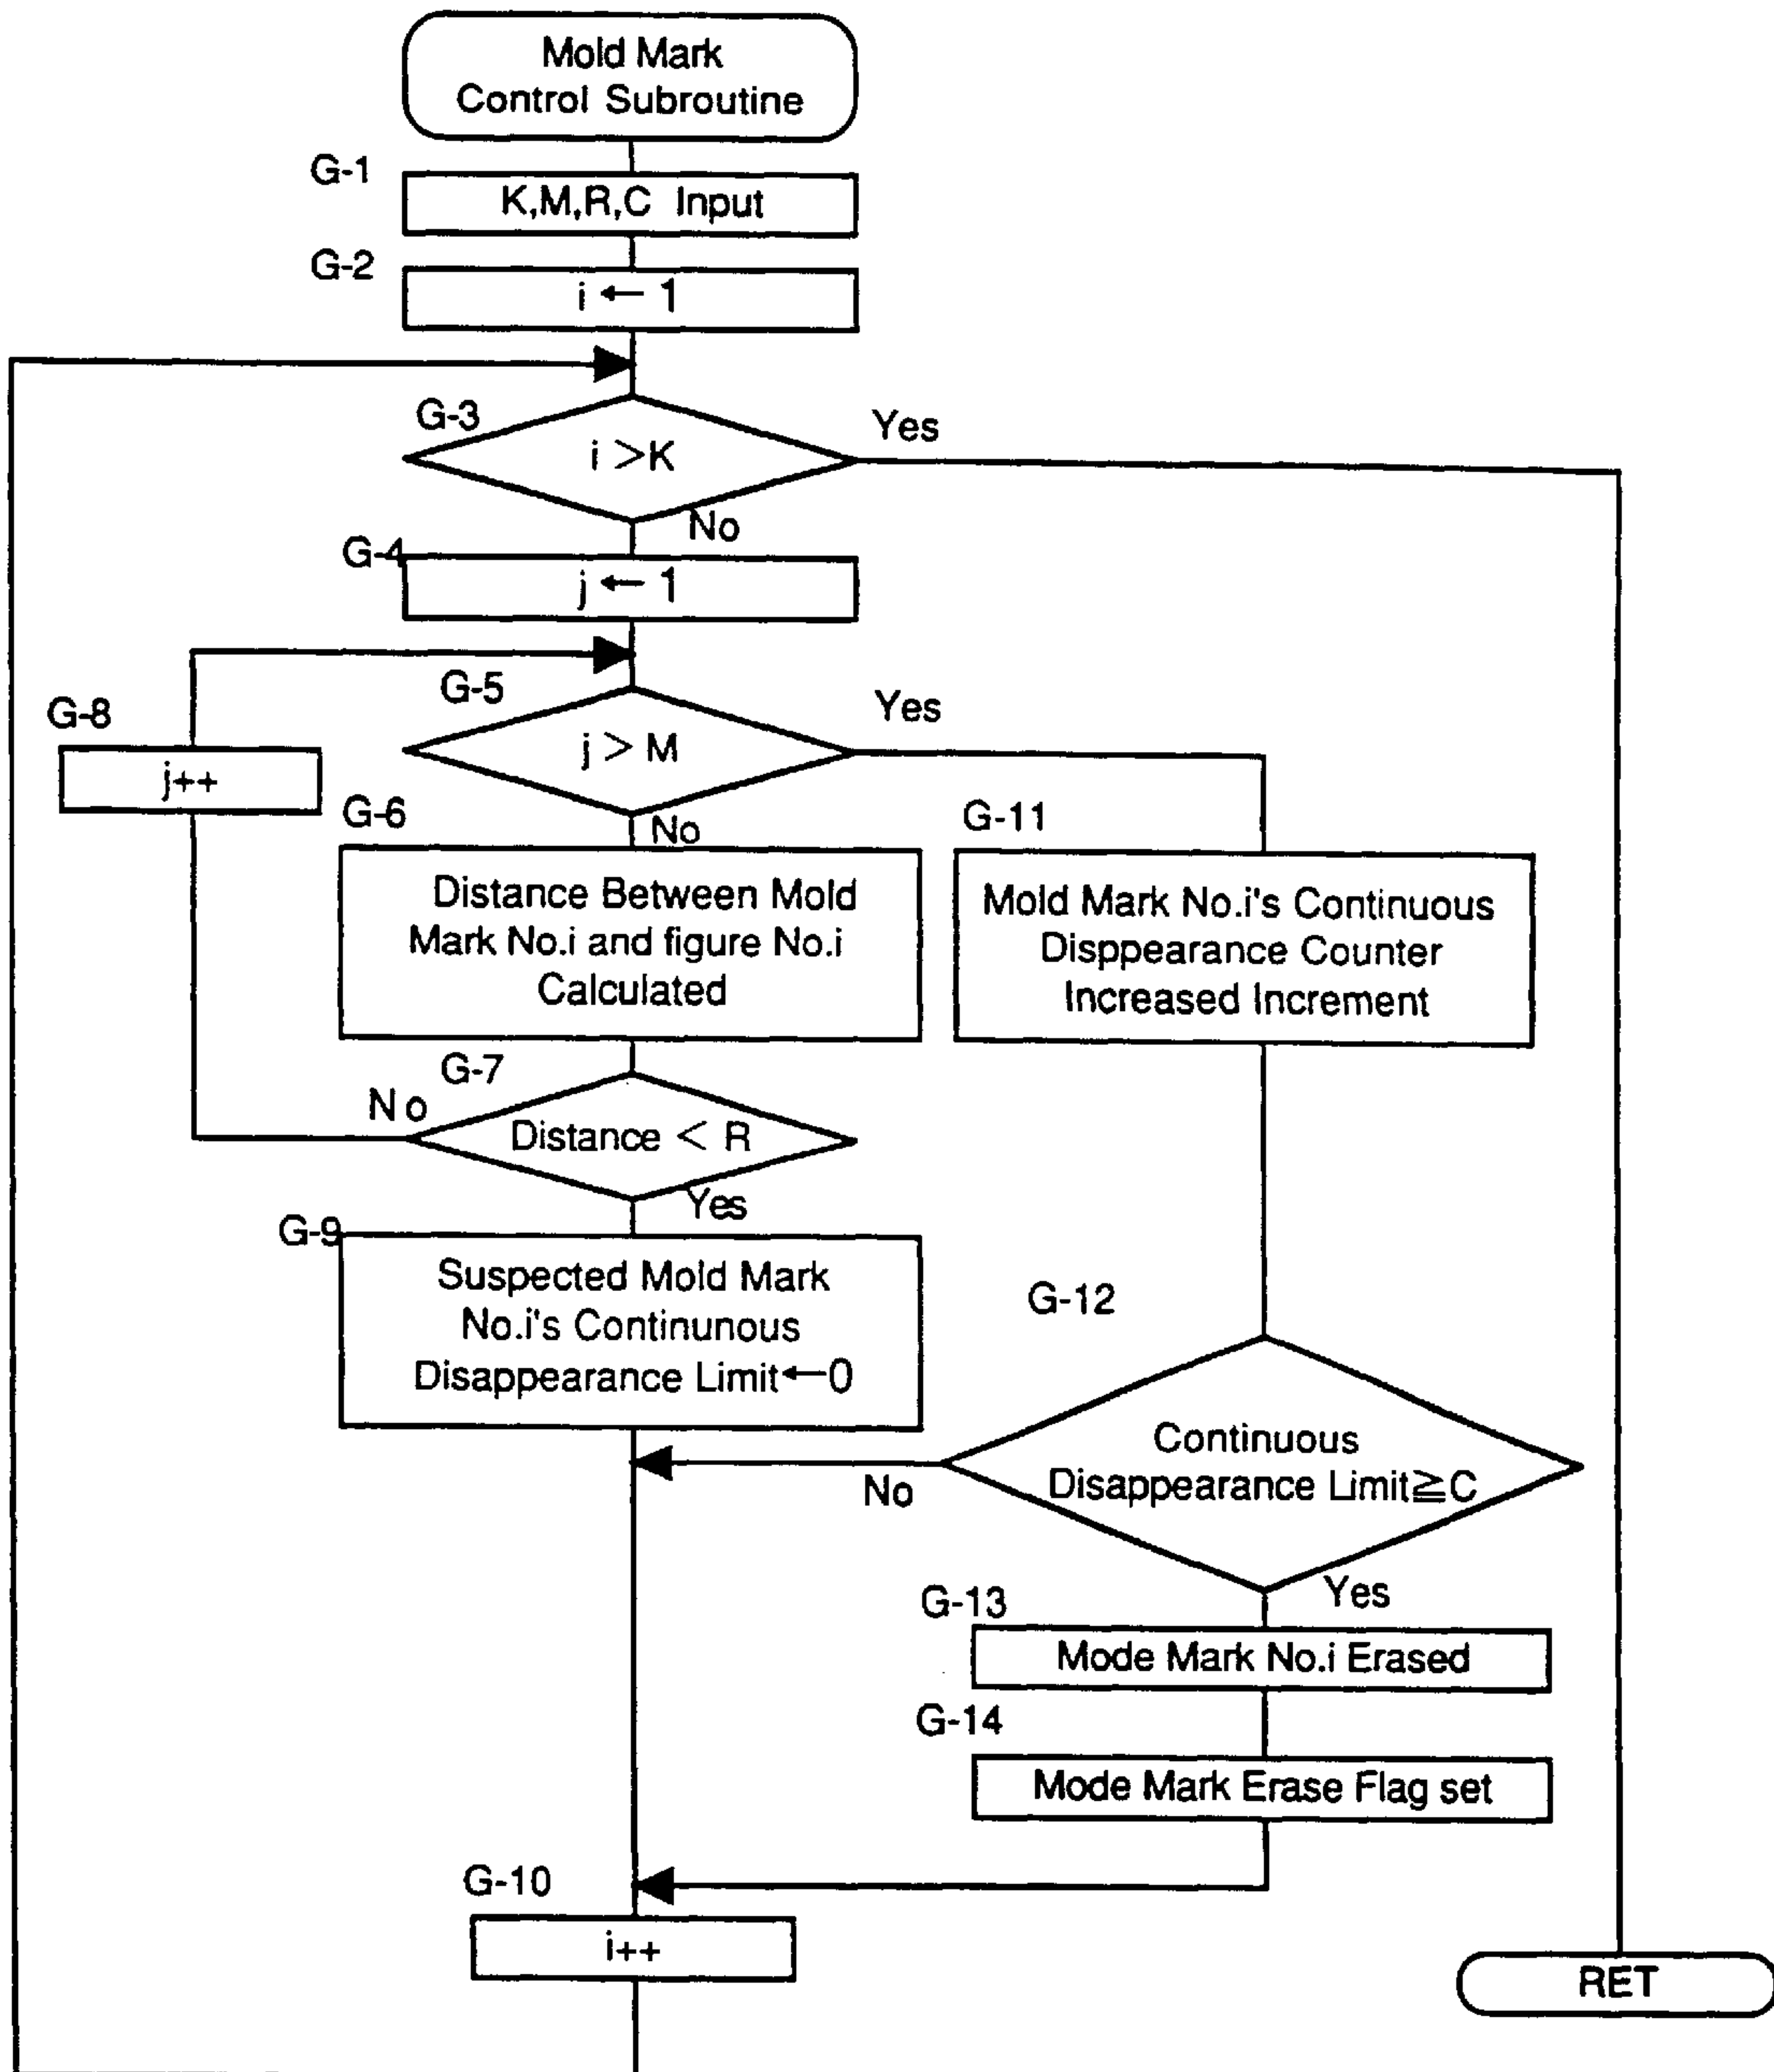 Mold Mark
Control Subroutine
G-1
K,M,R,C Input
G-2
i ← 1
G-3
i >K
Yes
No
G-4
j ← 1
G-5
j > M
Yes
G-8
j++
No
G-6
Distance Between Mold
Mark No.i and figure No.i
Calculated
G-11
Mold Mark No.i's Continuous
Disppearance Counter
Increased Increment
G-7
No
Distance < R
Yes
G-9
Suspected Mold Mark
No.i's Continunous
Disappearance Limit←0
G-12
Continuous
Disappearance Limit≧C
No
Yes
G-13
Mode Mark No.i Erased
G-14
Mode Mark Erase Flag set
G-10
i++
RET